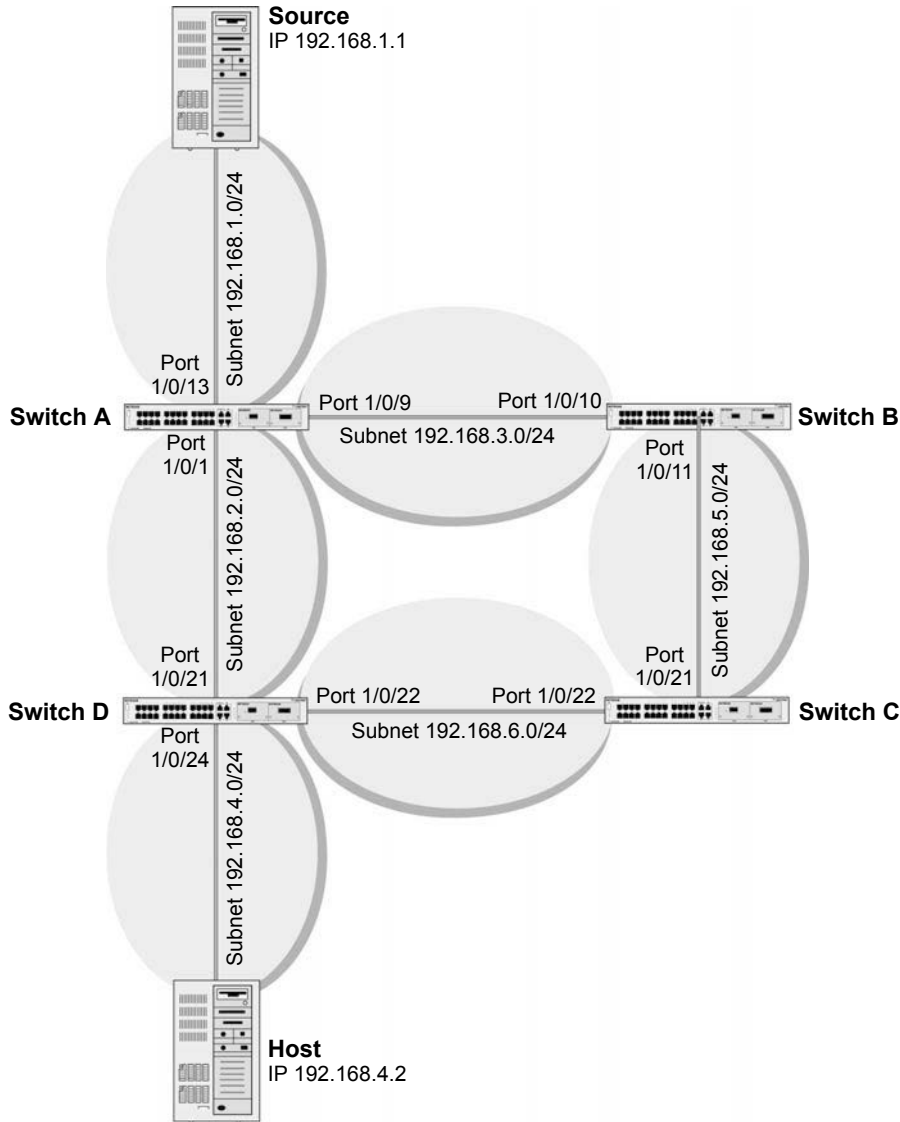 Source
IP 192.168.1.1
Subnet 192.168.1.0/24
Port
1/0/13
Switch A
Port 1/0/9
Port 1/0/10
Switch B
Subnet 192.168.3.0/24
Port
1/0/1
Port
1/0/11
Subnet 192.168.2.0/24
Subnet 192.168.5.0/24
Port
1/0/21
Port
1/0/21
Switch D
Port 1/0/22
Port 1/0/22
Switch C
Subnet 192.168.6.0/24
Port
1/0/24
Subnet 192.168.4.0/24
Host
IP 192.168.4.2